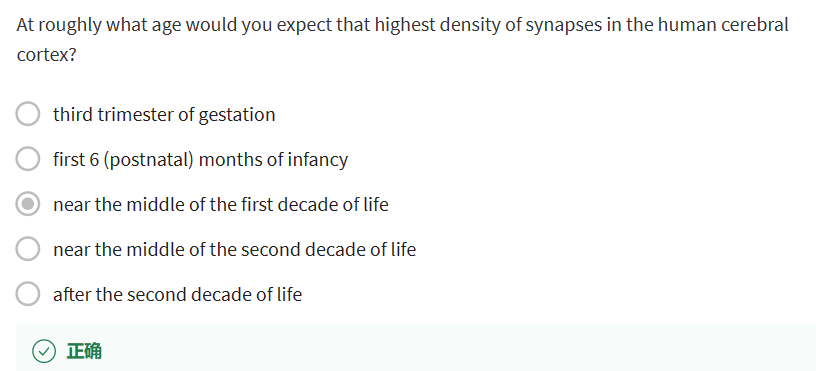 At roughly what age would you expect that highest density of synapses in the human cerebral
cortex?
third trimester of gestation
first 6 (postnatal) months of infancy
near the middle of the first decade of life
near the middle of the second decade of life
after the second decade of life
正确